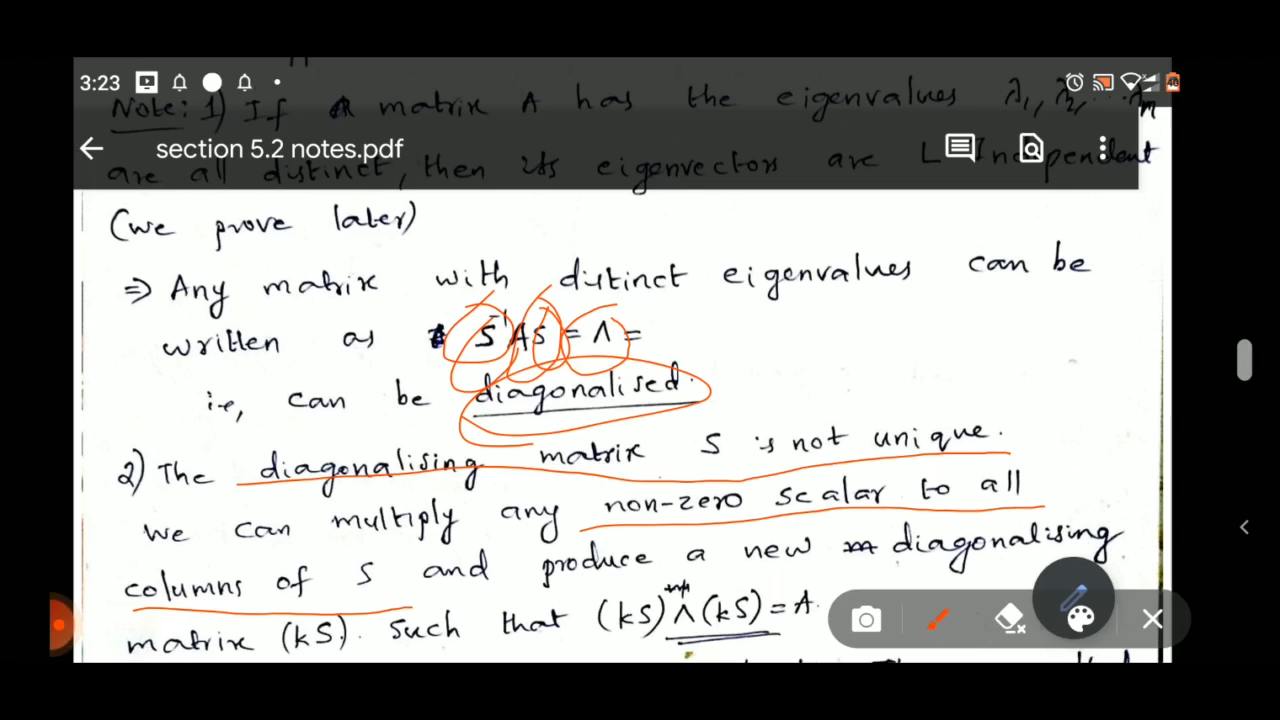 3:23
Note: 1) If matrix A has the eigenvalues λ1, λ2, ... λn
section 5.2 notes.pdf
are all distinct, then its eigenvectors are L Independent
(we prove later)
⇒ Any matrix with distinct eigenvalues can be
written as S⁻¹AS = Λ =
i.e, can be diagonalised.
2) The diagonalising matrix S is not unique.
we can multiply any non-zero scalar to all
columns of S and produce a new diagonalising
matrix (kS). Such that (kS) Λ (kS) = A.